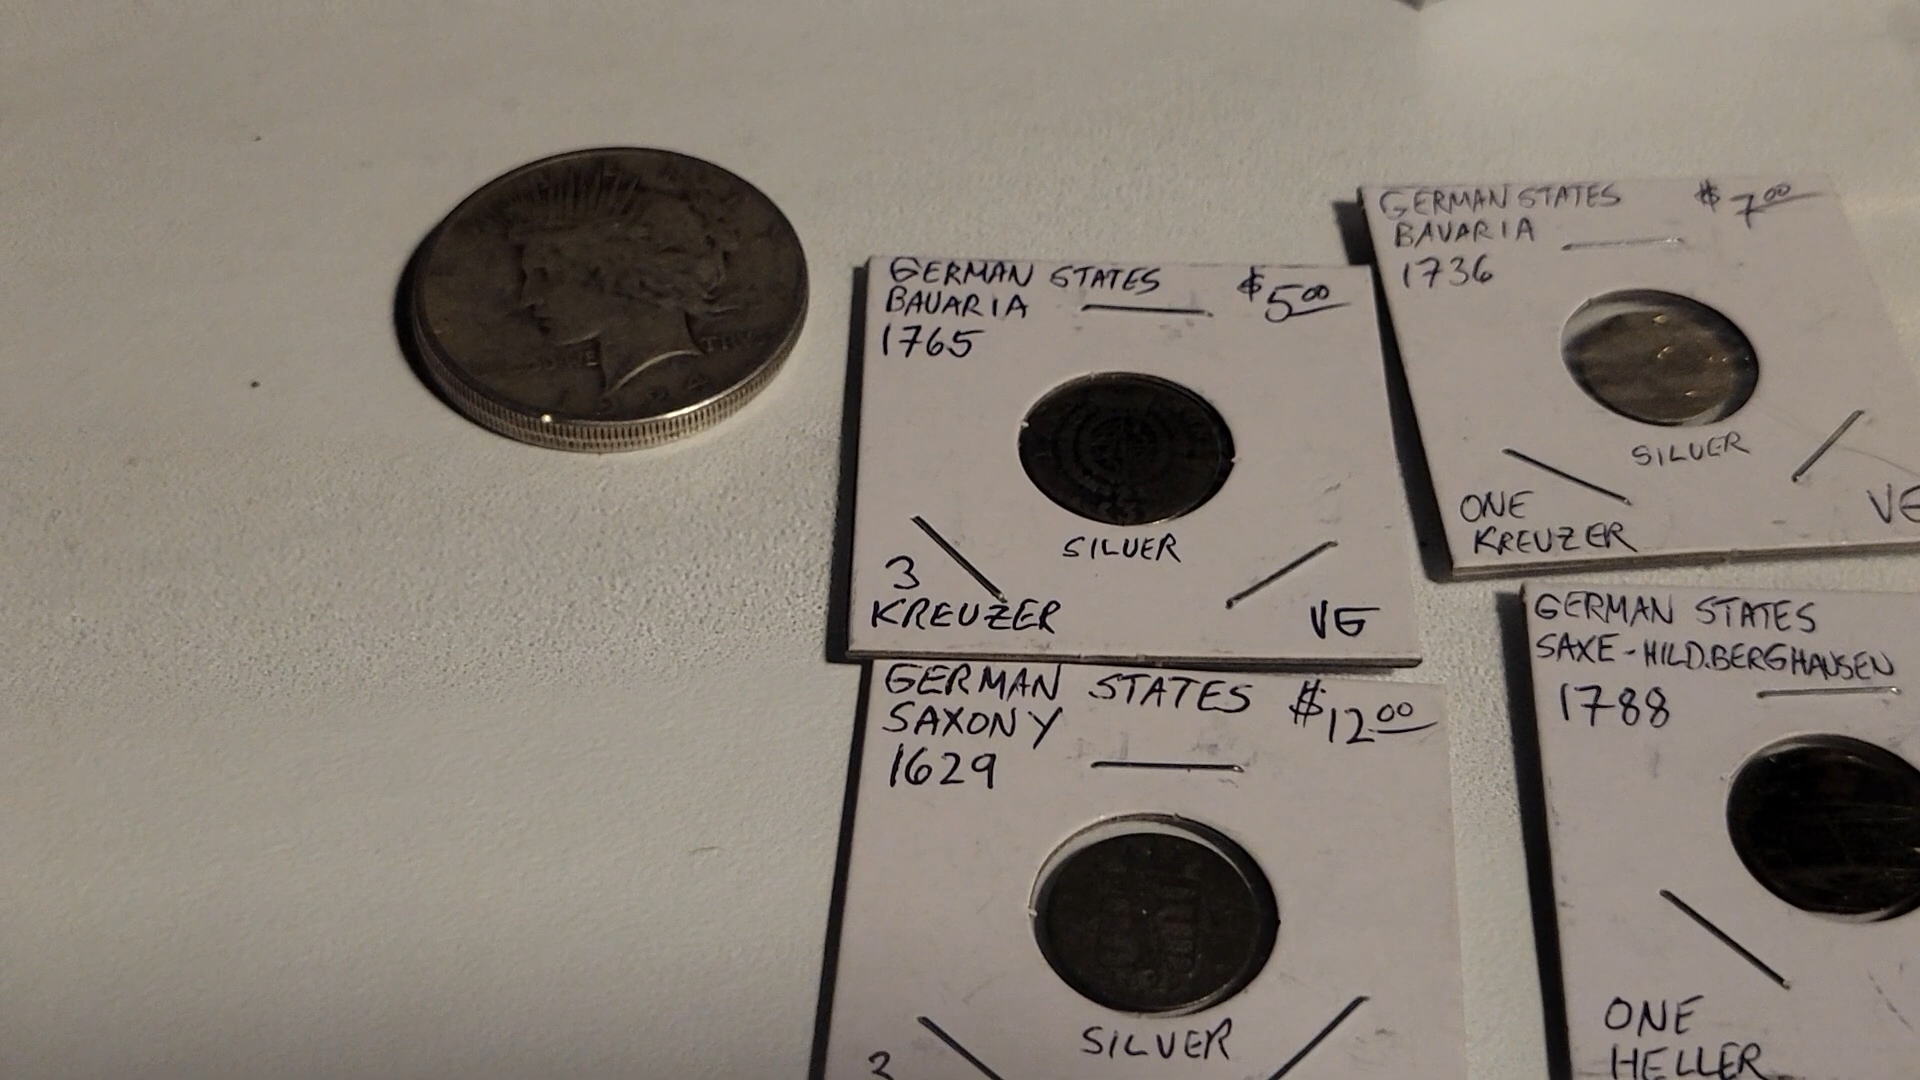 GERMAN STATES $5.00
BAVARIA
1765
SILVER
3
KREUZER VG
GERMAN STATES $7.00
BAVARIA
1736
SILVER
ONE
KREUZER
GERMAN STATES $12.00
SAXONY
1629
SILVER
3
GERMAN STATES
SAXE-HILD.BERGHAUSEN
1788
ONE
HELLER